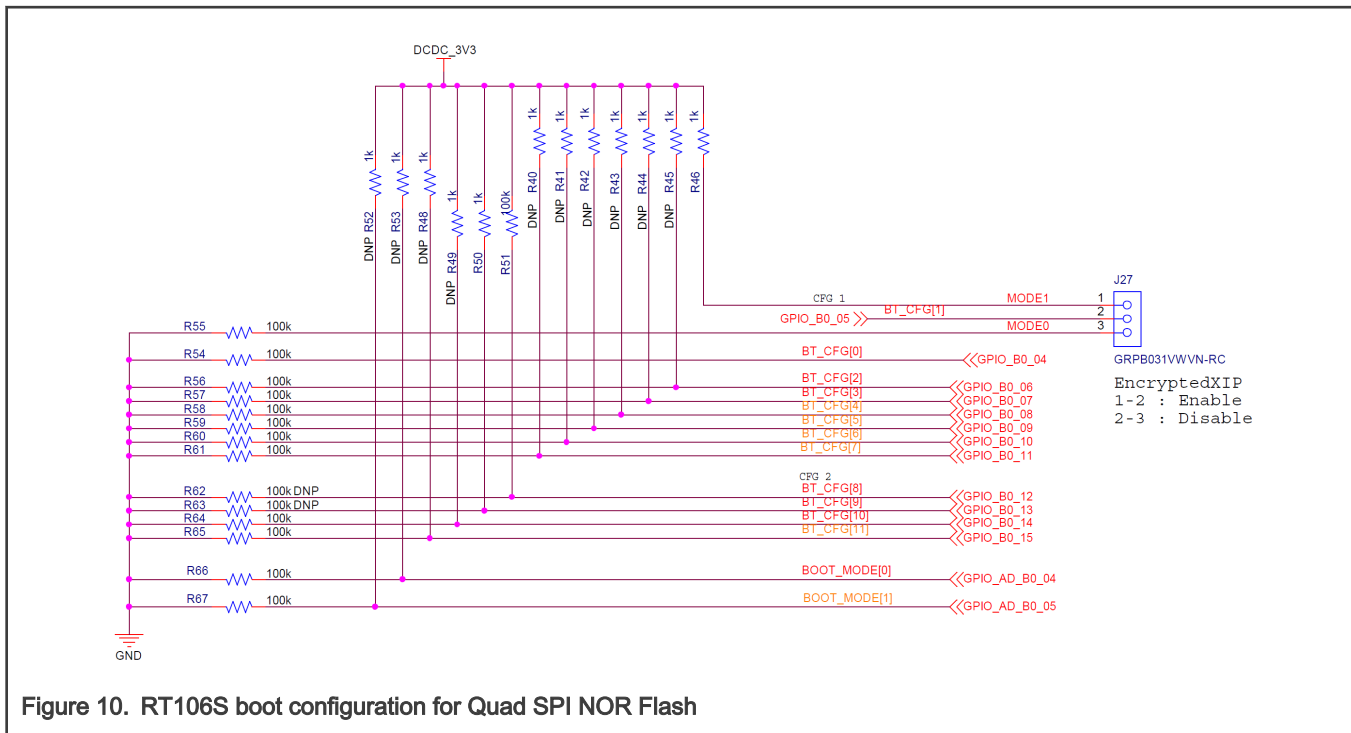 DCDC_3V3
1k 1k 1k 1k 1k 100k 1k 1k 1k 1k 1k 1k 1k
DNP R52
DNP R53
DNP R48
DNP R49
R50
R51
DNP R40
DNP R41
DNP R42
DNP R43
DNP R44
DNP R45
R46
J27
CFG 1 MODE1 1
GPIO_B0_05 BT_CFG[1] 2
R55 100k MODE0 3
R54 100k BT_CFG[0] GPIO_B0_04
GRPB031VWVN-RC
EncryptedXIP
1-2 : Enable
2-3 : Disable
R56 100k BT_CFG[2] GPIO_B0_06
R57 100k BT_CFG[3] GPIO_B0_07
R58 100k BT_CFG[4] GPIO_B0_08
R59 100k BT_CFG[5] GPIO_B0_09
R60 100k BT_CFG[6] GPIO_B0_10
R61 100k BT_CFG[7] GPIO_B0_11
CFG 2
R62 100k DNP BT_CFG[8] GPIO_B0_12
R63 100k DNP BT_CFG[9] GPIO_B0_13
R64 100k BT_CFG[10] GPIO_B0_14
R65 100k BT_CFG[11] GPIO_B0_15
R66 100k BOOT_MODE[0] GPIO_AD_B0_04
R67 100k BOOT_MODE[1] GPIO_AD_B0_05
GND
Figure 10. RT106S boot configuration for Quad SPI NOR Flash